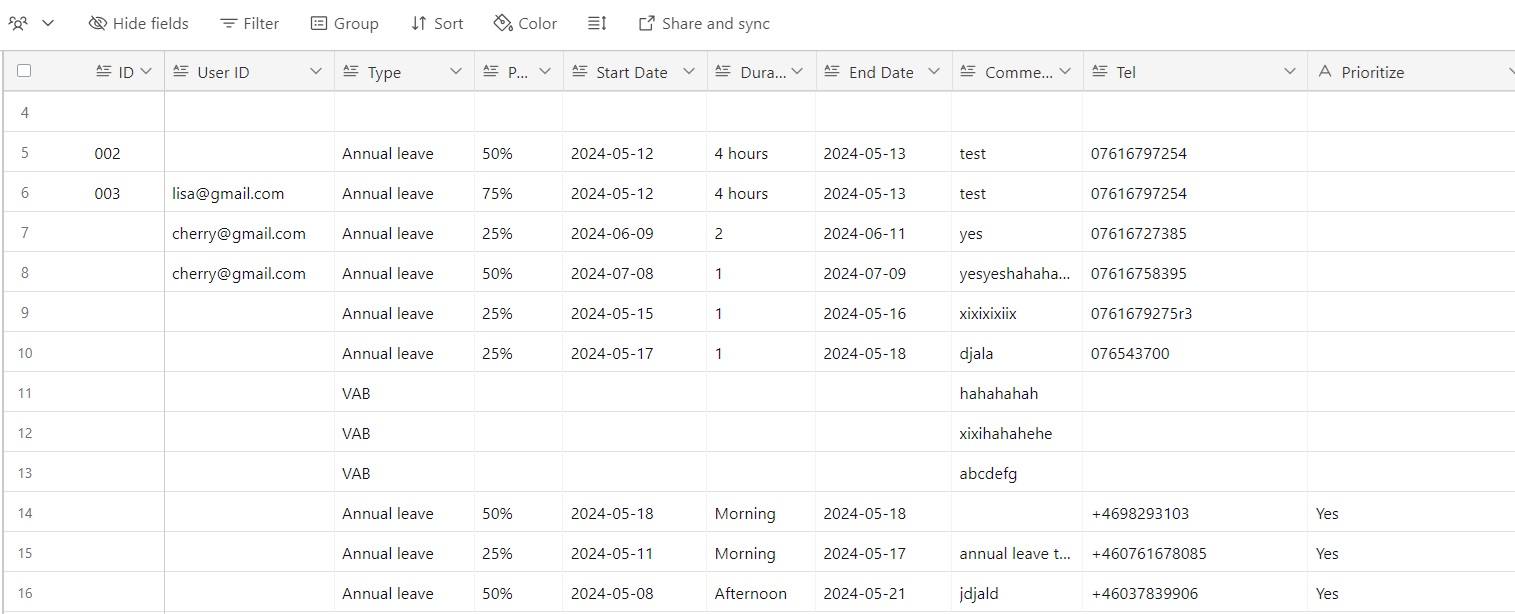 Hide fields Filter Group Sort Color Share and sync
ID User ID Type P... Start Date Dura... End Date Comme... Tel Prioritize
4
5 002 Annual leave 50% 2024-05-12 4 hours 2024-05-13 test 07616797254
6 003 lisa@gmail.com Annual leave 75% 2024-05-12 4 hours 2024-05-13 test 07616797254
7 cherry@gmail.com Annual leave 25% 2024-06-09 2 2024-06-11 yes 07616727385
8 cherry@gmail.com Annual leave 50% 2024-07-08 1 2024-07-09 yesyeshahaha... 07616758395
9 Annual leave 25% 2024-05-15 1 2024-05-16 xixixixiix 0761679275r3
10 Annual leave 25% 2024-05-17 1 2024-05-18 djala 076543700
11 VAB hahahahah
12 VAB xixihahahehe
13 VAB abcdefg
14 Annual leave 50% 2024-05-18 Morning 2024-05-18 +4698293103 Yes
15 Annual leave 25% 2024-05-11 Morning 2024-05-17 annual leave t... +460761678085 Yes
16 Annual leave 50% 2024-05-08 Afternoon 2024-05-21 jdjald +46037839906 Yes